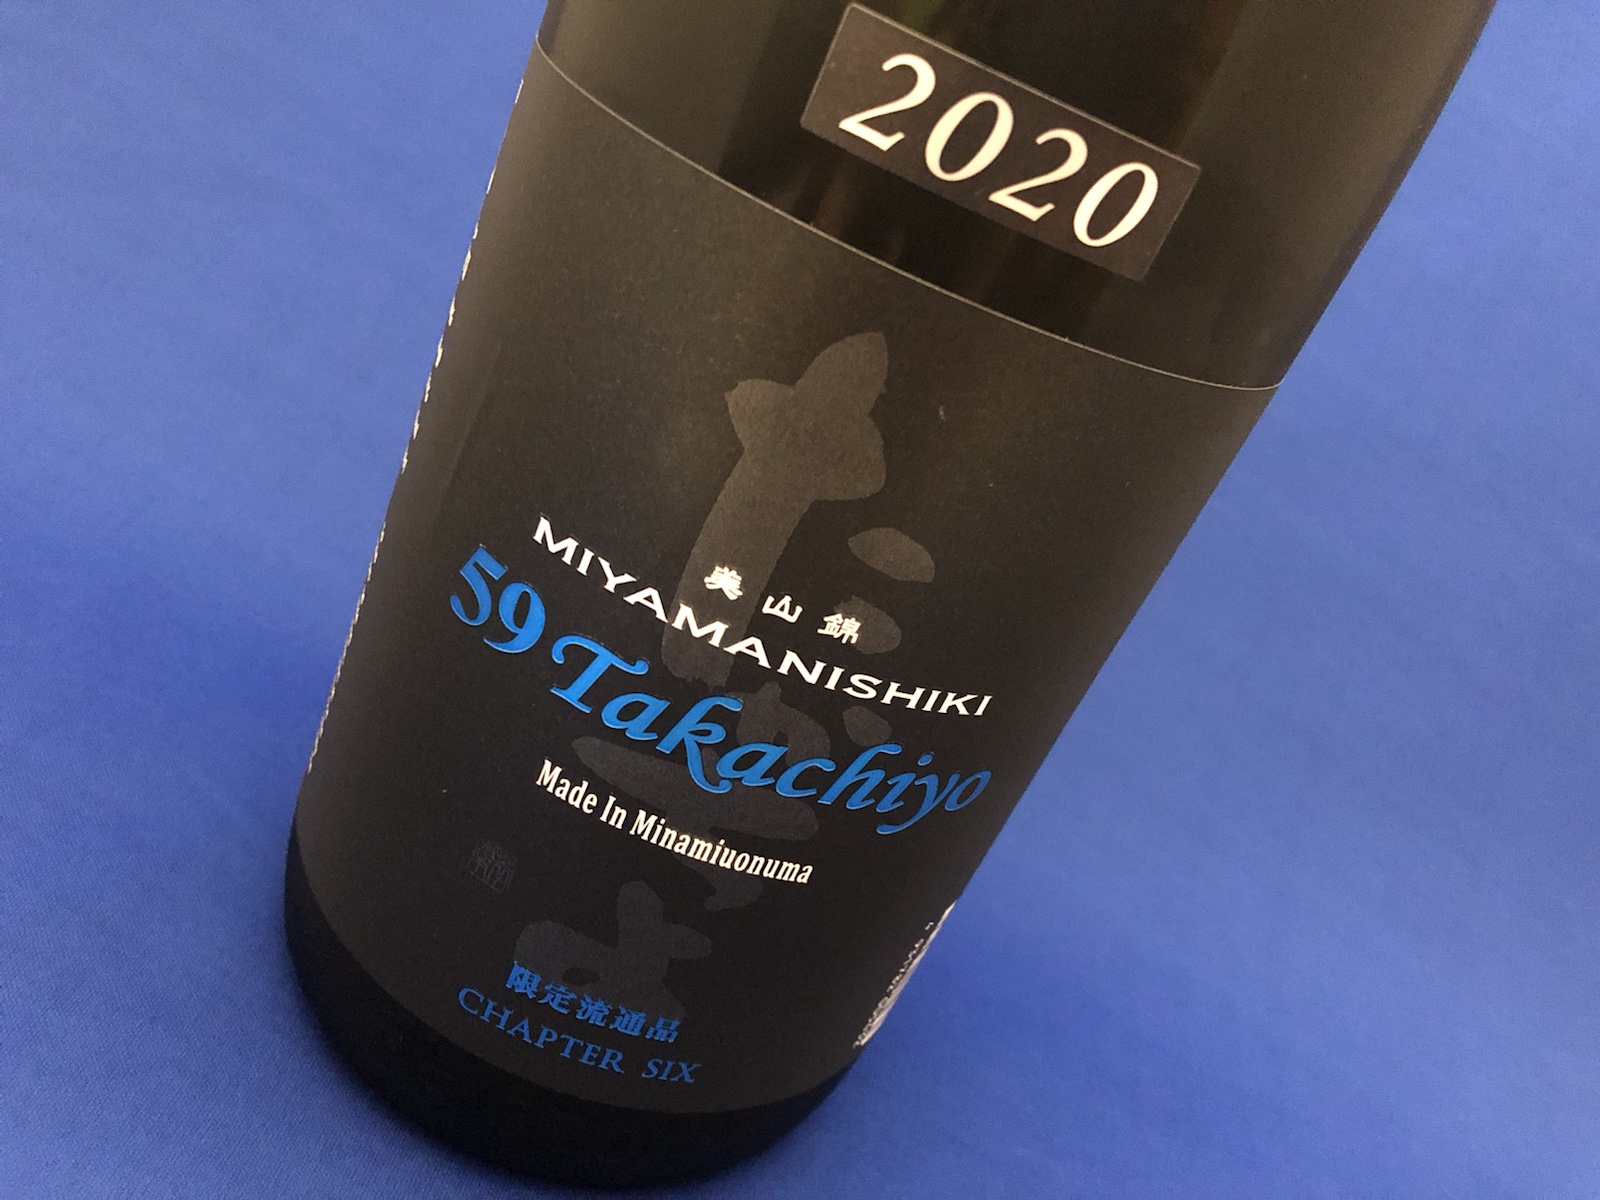 2020
美山錦
MIYAMANISHIKI
59 Takachiyo
Made In Minamiuonuma
限定流通品
CHAPTER SIX